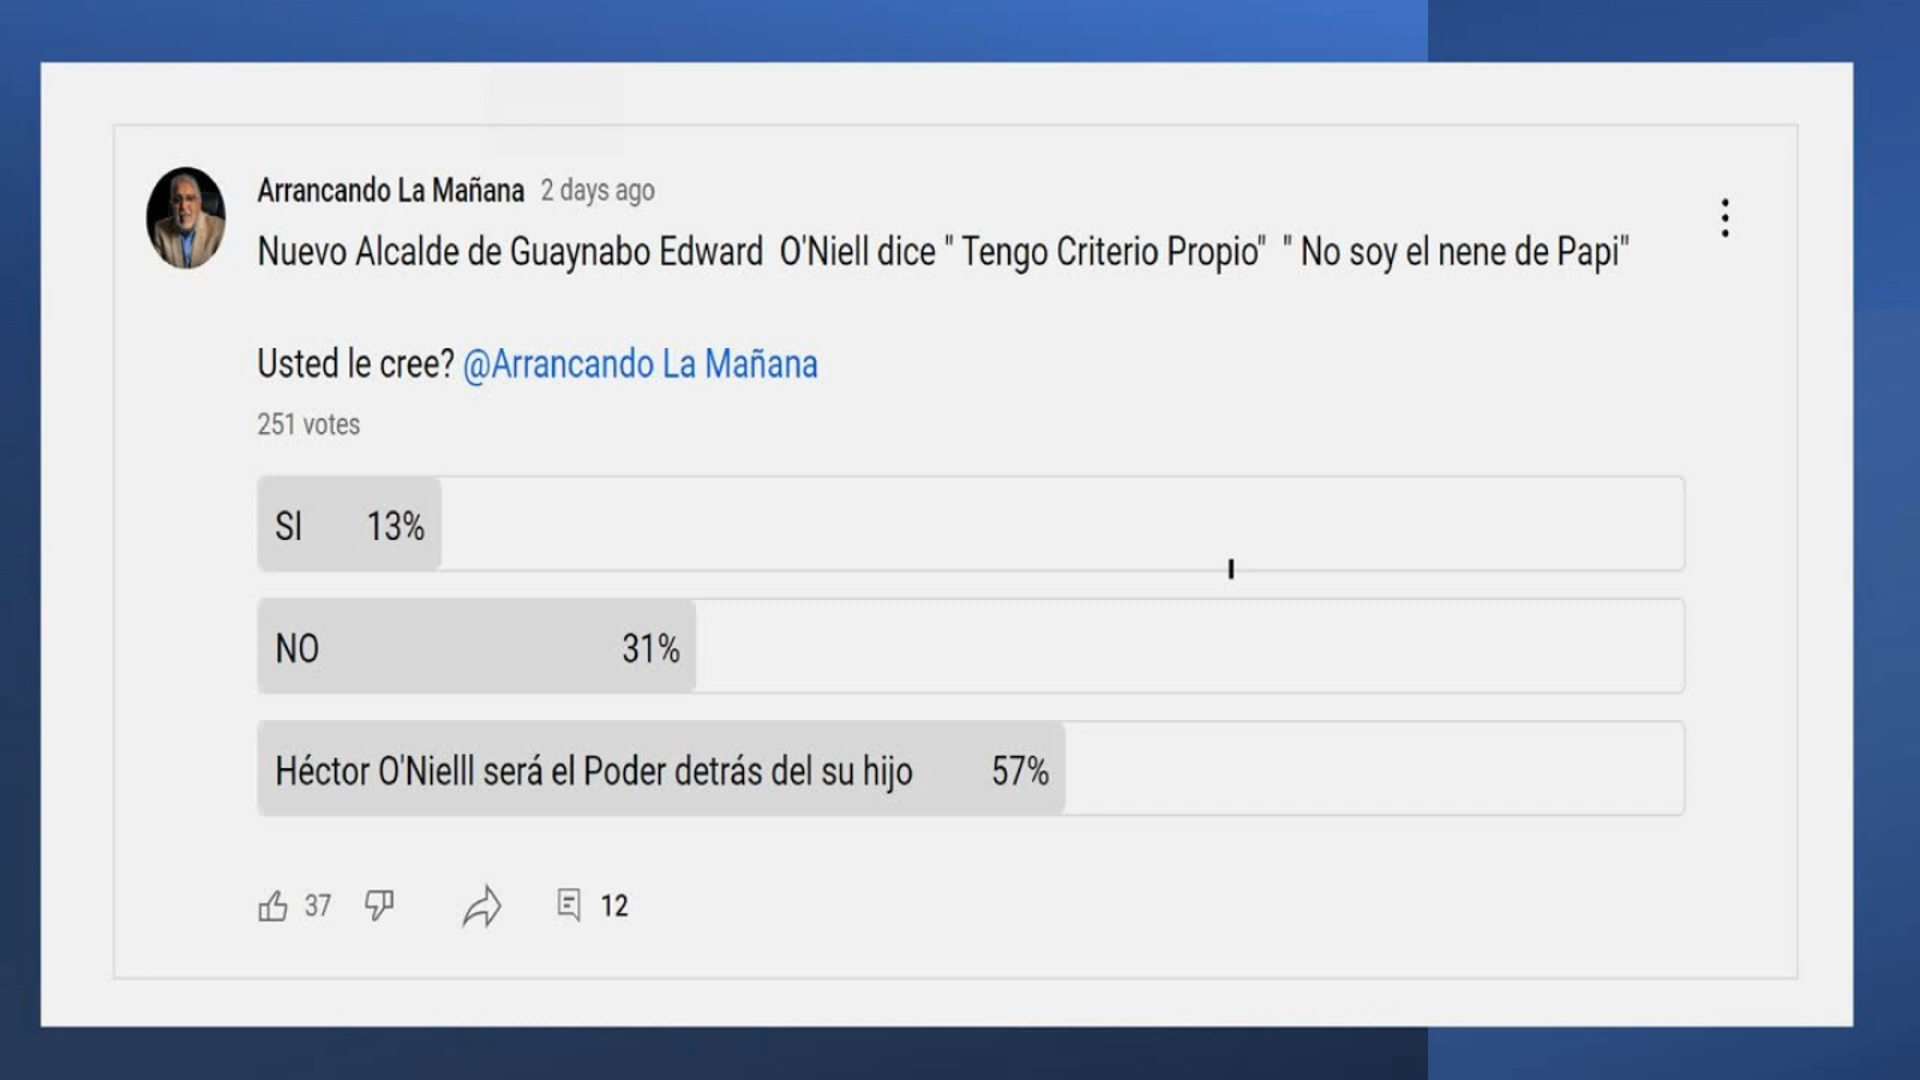 Arrancando La Mañana 2 days ago
Nuevo Alcalde de Guaynabo Edward O'Niell dice " Tengo Criterio Propio" " No soy el nene de Papi"
Usted le cree? @Arrancando La Mañana
251 votes
SI 13%
NO 31%
Héctor O'Nielll será el Poder detrás del su hijo 57%
37 12